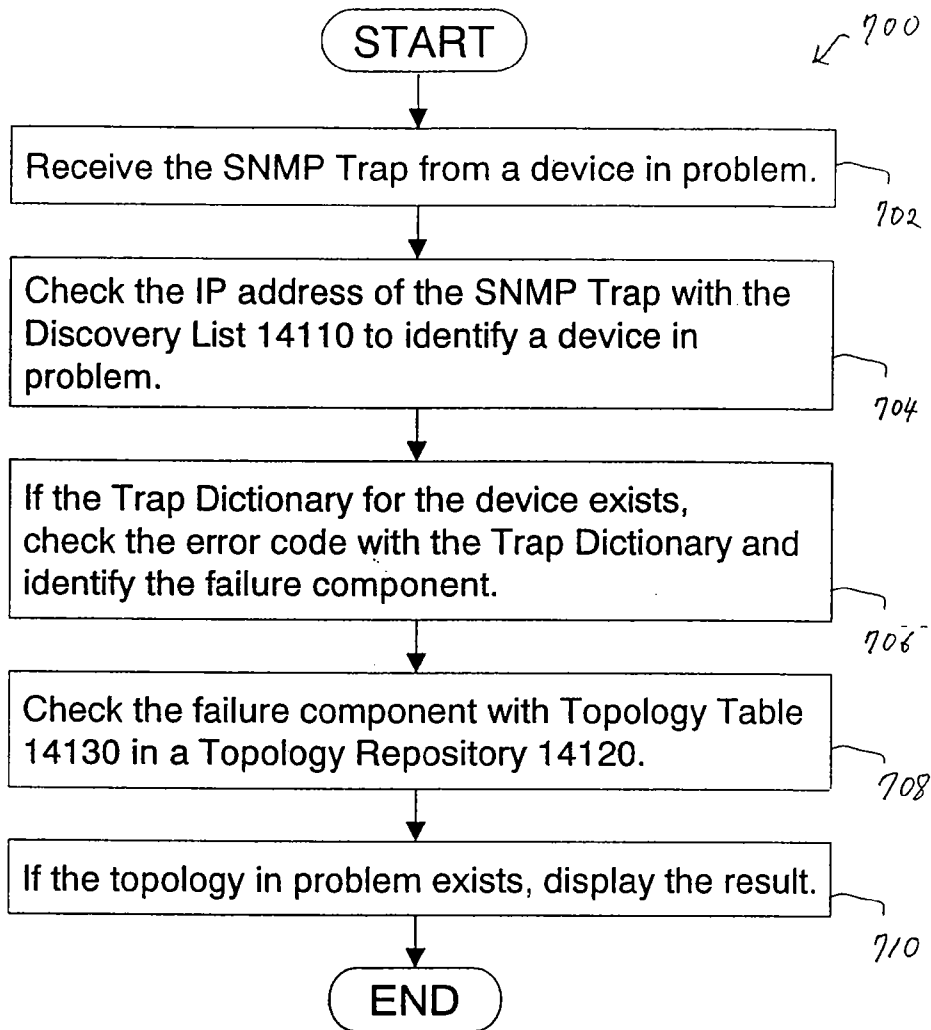 START
700
Receive the SNMP Trap from a device in problem.
702
Check the IP address of the SNMP Trap with the
Discovery List 14110 to identify a device in
problem.
704
If the Trap Dictionary for the device exists,
check the error code with the Trap Dictionary and
identify the failure component.
706
Check the failure component with Topology Table
14130 in a Topology Repository 14120.
708
If the topology in problem exists, display the result.
710
END